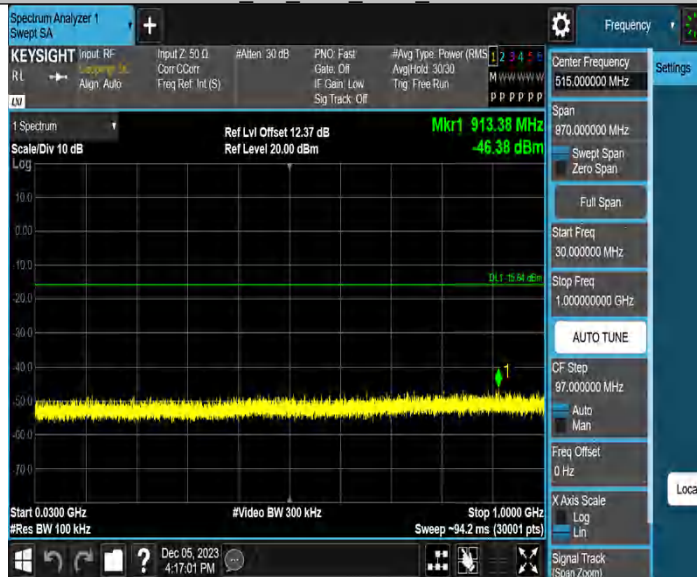 Spectrum Analyzer 1
Swept SA
+
Frequency
KEYSIGHT
Input: RF
Input Z: 50 Ω
#Atten: 30 dB
PNO: Fast
#Avg Type: Power (RMS
1 2 3 4 5 6
RL
Coupling: DC
Corr CCorr
Gate: Off
Avg|Hold: 30/30
M W W W W W
Align: Auto
Freq Ref: Int (S)
IF Gain: Low
Trig: Free Run
Sig Track: Off
P P P P P P
LXI
1 Spectrum
Ref Lvl Offset 12.37 dB
Mkr1 913.38 MHz
Scale/Div 10 dB
Ref Level 20.00 dBm
-46.38 dBm
Log
10.0
0.00
-10.0
DL1 -15.64 dBm
-20.0
-30.0
-40.0
1
-50.0
-60.0
-70.0
Start 0.0300 GHz
#Video BW 300 kHz
Stop 1.0000 GHz
#Res BW 100 kHz
Sweep ~94.2 ms (30001 pts)
?
Dec 05, 2023
4:17:01 PM
Center Frequency
515.000000 MHz
Settings
Span
970.000000 MHz
Swept Span
Zero Span
Full Span
Start Freq
30.000000 MHz
Stop Freq
1.000000000 GHz
AUTO TUNE
CF Step
97.000000 MHz
Auto
Man
Freq Offset
0 Hz
X Axis Scale
Log
Lin
Loca
Signal Track
(Span Zoom)